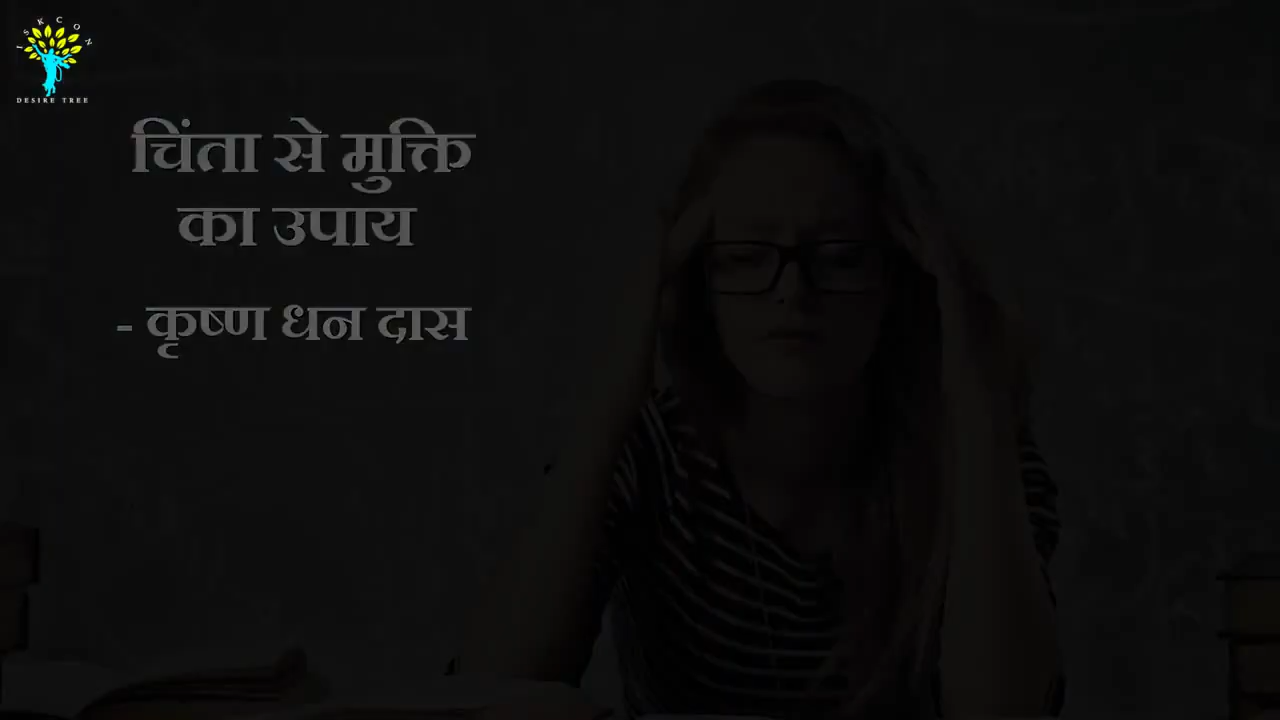 ISKCON
DESIRE TREE
चिंता से मुक्ति
का उपाय
- कृष्ण धन दास